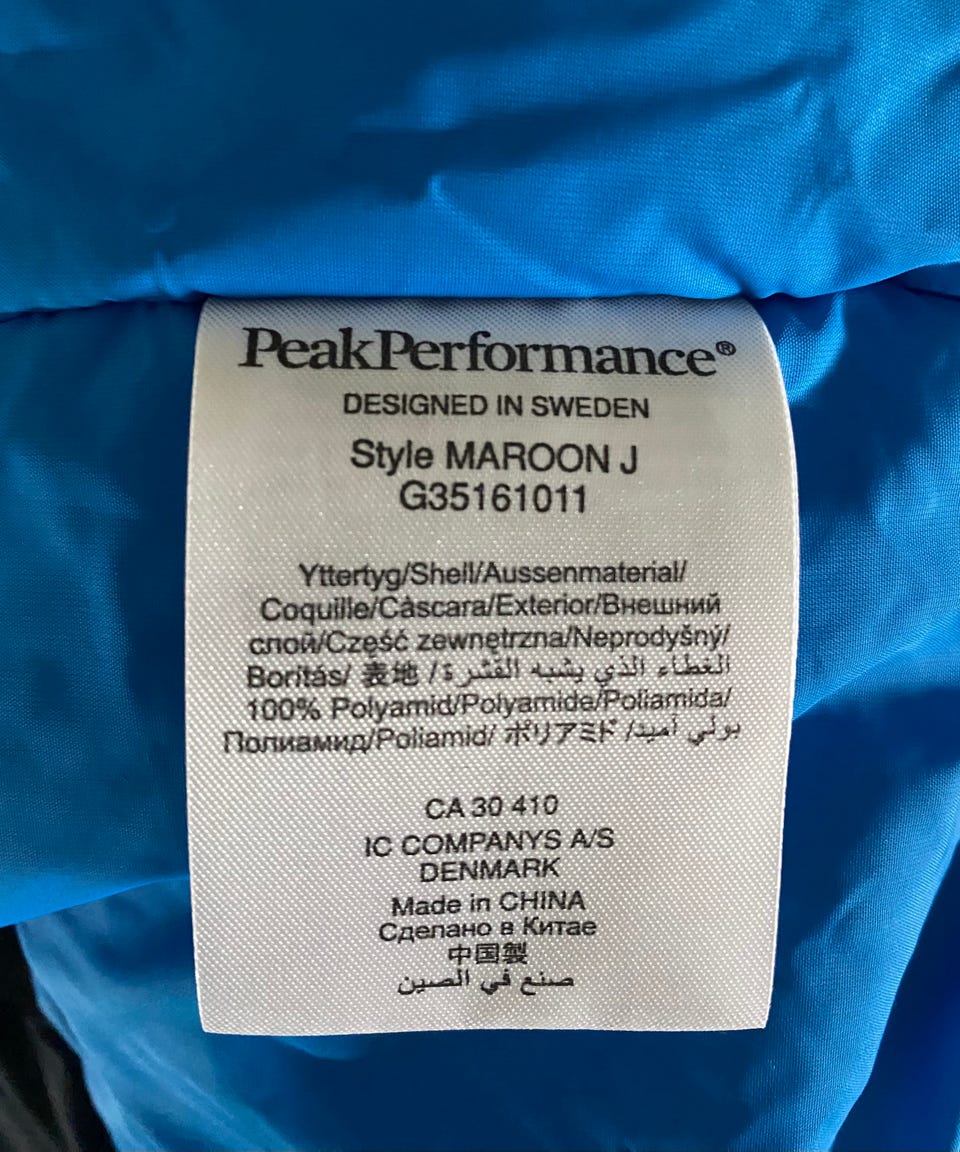 PeakPerformance®
DESIGNED IN SWEDEN
Style MAROON J
G35161011
Yttertyg/Shell/Aussenmaterial/
Coquille/Càscara/Exterior/Внешний
слой/Część zewnętrzna/Neprodyšný/
Borítás/ 表地 / الغطاء الذي يشبه القشرة
100% Polyamid/Polyamide/Poliamida/
Полиамид/Poliamid/ ポリアミド / بولي أميد
CA 30 410
IC COMPANYS A/S
DENMARK
Made in CHINA
Сделано в Китае
中国製
صنع في الصين